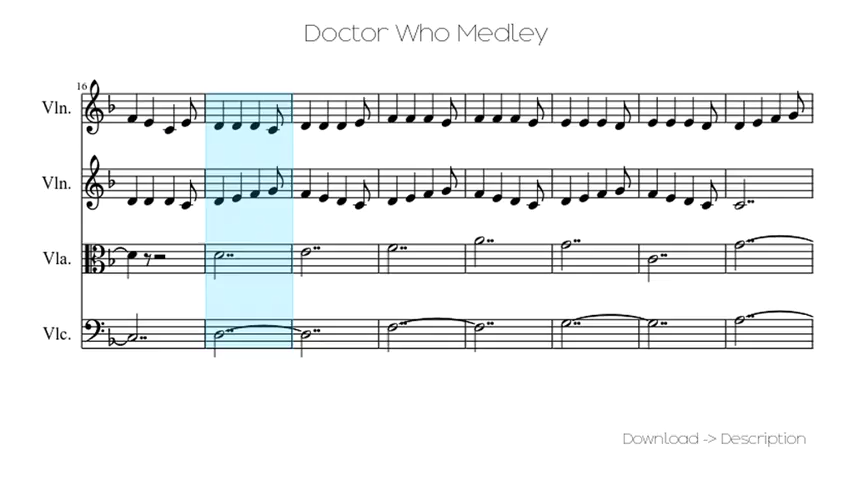 Doctor Who Medley
16
Vln.
Vln.
Vla.
Vlc.
Download -> Description